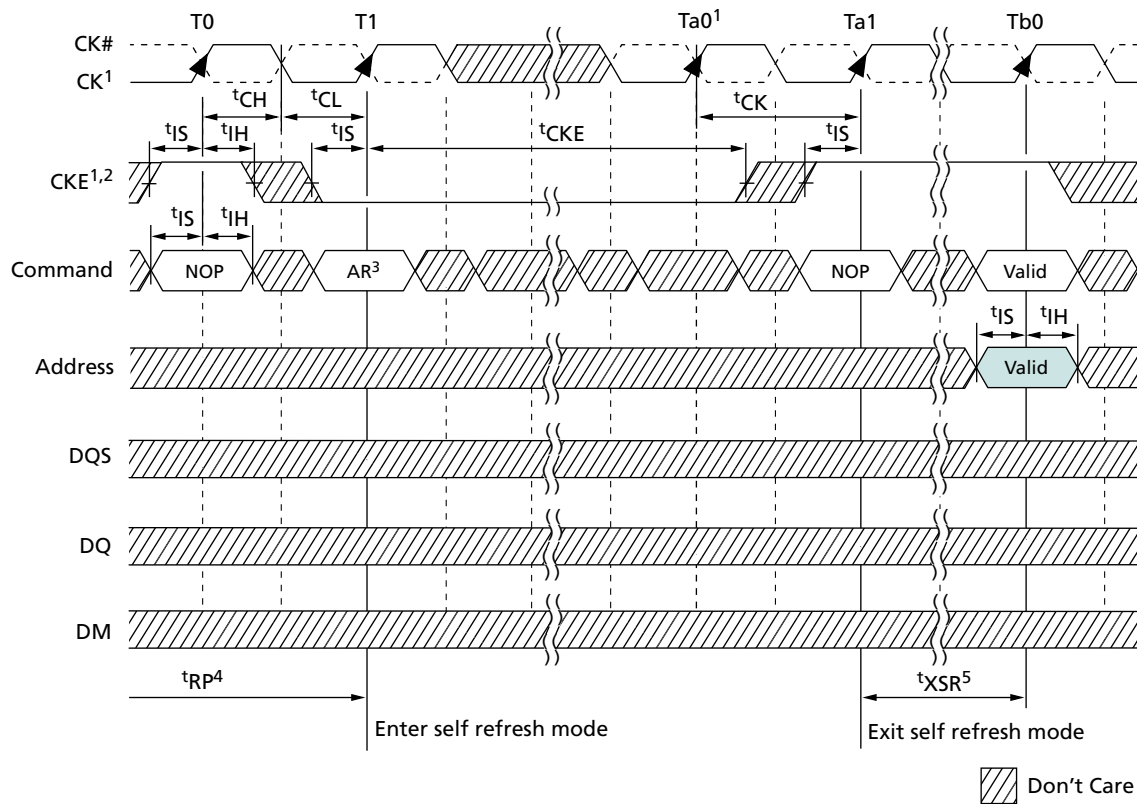 T0 T1 Ta0¹ Ta1 Tb0
CK#
CK¹
tCH tCL tCK
tIS tIH tIS tCKE tIS
CKE¹,²
tIS tIH
Command NOP AR³ NOP Valid
tIS tIH
Address Valid
DQS
DQ
DM
tRP⁴ tXSR⁵
Enter self refresh mode Exit self refresh mode
Don't Care